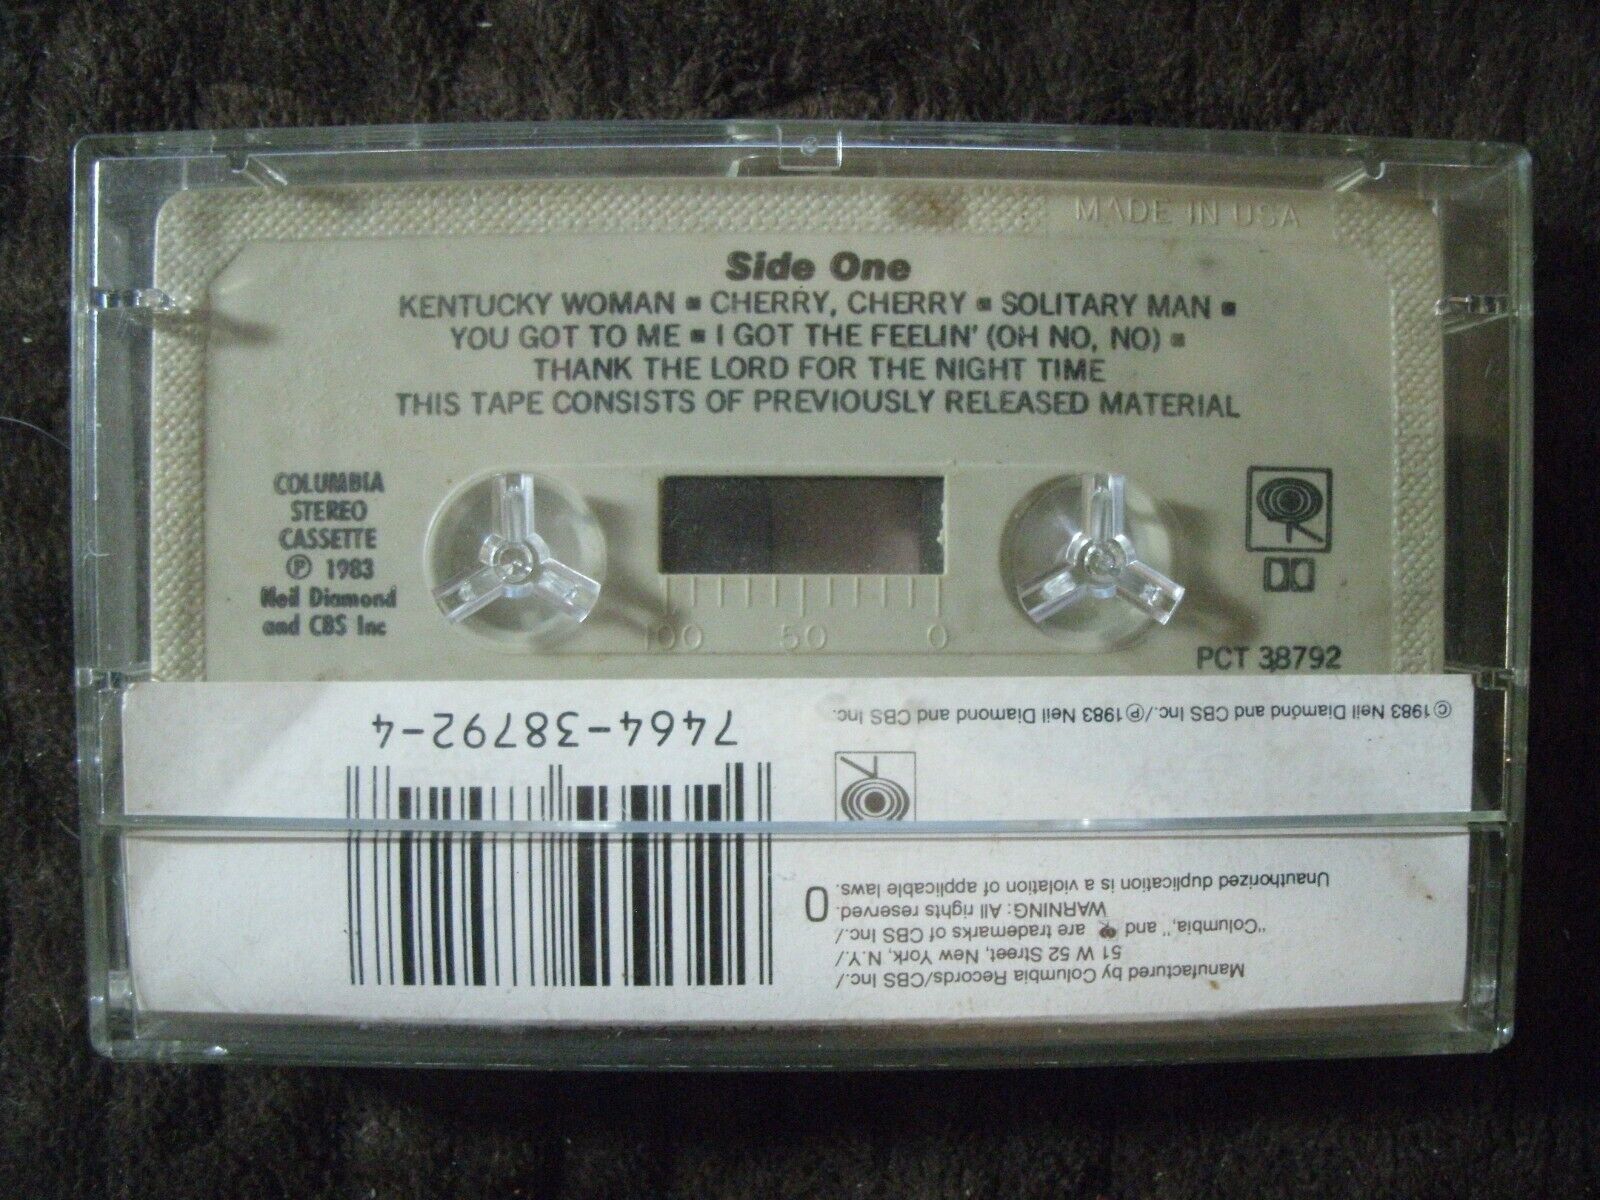 MADE IN USA
Side One
KENTUCKY WOMAN ▪ CHERRY, CHERRY ▪ SOLITARY MAN ▪
YOU GOT TO ME ▪ I GOT THE FEELIN' (OH NO, NO) ▪
THANK THE LORD FOR THE NIGHT TIME
THIS TAPE CONSISTS OF PREVIOUSLY RELEASED MATERIAL
COLUMBIA
STEREO
CASSETTE
℗ 1983
Neil Diamond
and CBS Inc
100 50 0
PCT 38792
© 1983 Neil Diamond and CBS Inc./℗ 1983 Neil Diamond and CBS Inc.
7464-38792-4
0
Manufactured by Columbia Records/CBS Inc./
51 W 52 Street, New York, N.Y./
"Columbia," and are trademarks of CBS Inc./
WARNING: All rights reserved.
Unauthorized duplication is a violation of applicable laws.